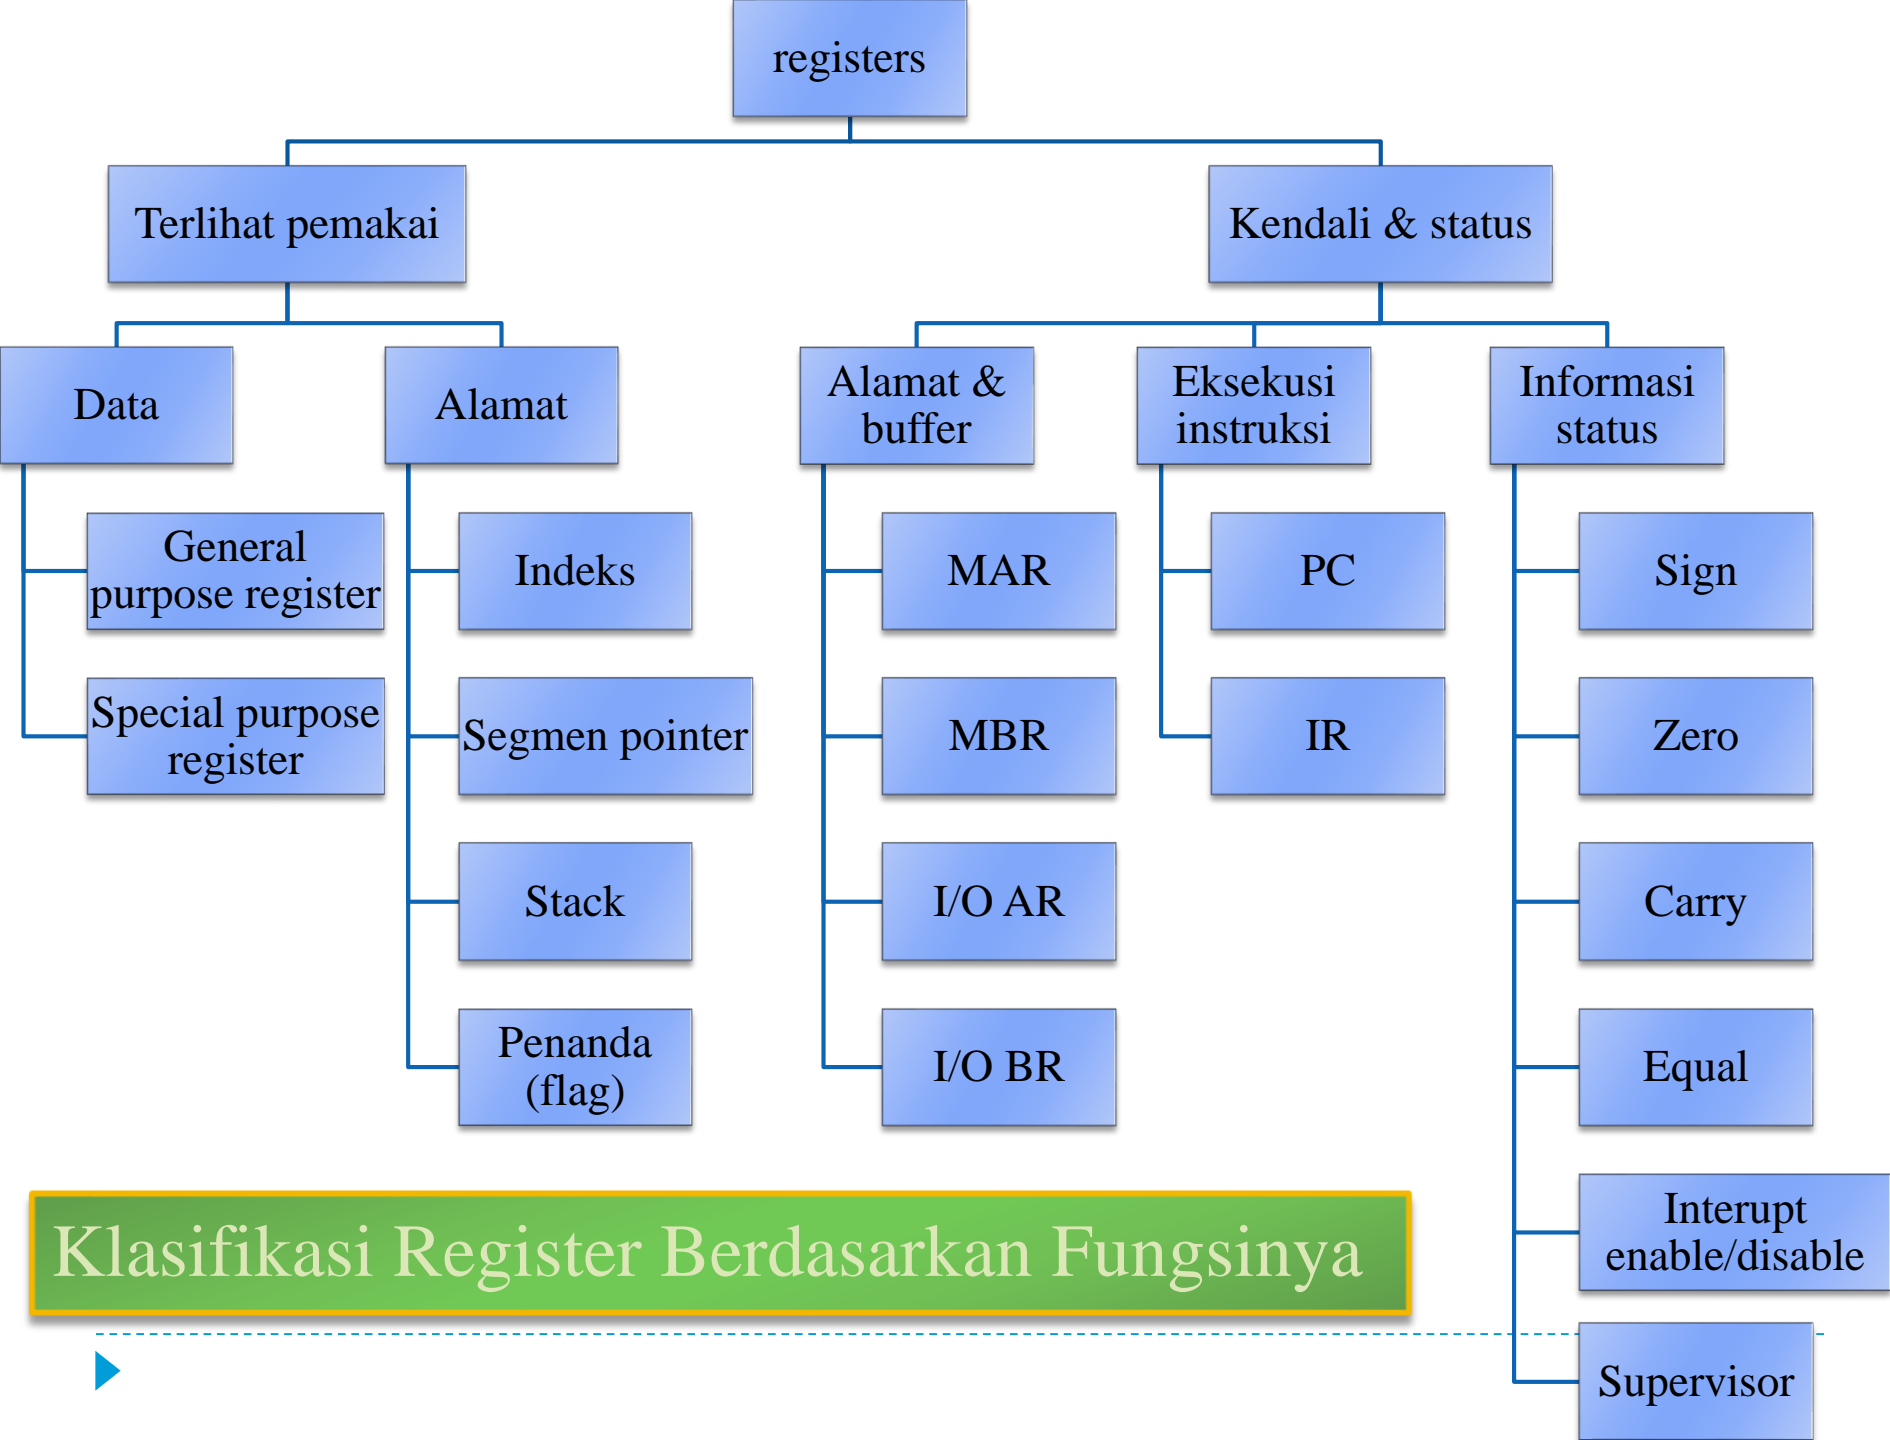 registers
Terlihat pemakai
Kendali & status
Data
Alamat
Alamat &
buffer
Eksekusi
instruksi
Informasi
status
General
purpose register
Indeks
MAR
PC
Sign
Special purpose
register
Segmen pointer
MBR
IR
Zero
Stack
I/O AR
Carry
Penanda
(flag)
I/O BR
Equal
Interupt
enable/disable
Klasifikasi Register Berdasarkan Fungsinya
Supervisor